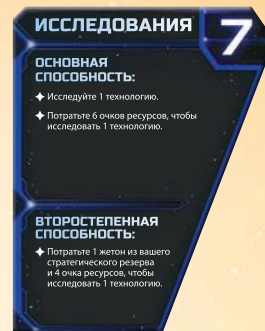 ИССЛЕДОВАНИЯ 7
ОСНОВНАЯ
СПОСОБНОСТЬ:
Исследуйте 1 технологию.
Потратьте 6 очков ресурсов, чтобы
исследовать 1 технологию.
ВТОРОСТЕПЕННАЯ
СПОСОБНОСТЬ:
Потратьте 1 жетон из вашего
стратегического резерва
и 4 очка ресурсов, чтобы
исследовать 1 технологию.